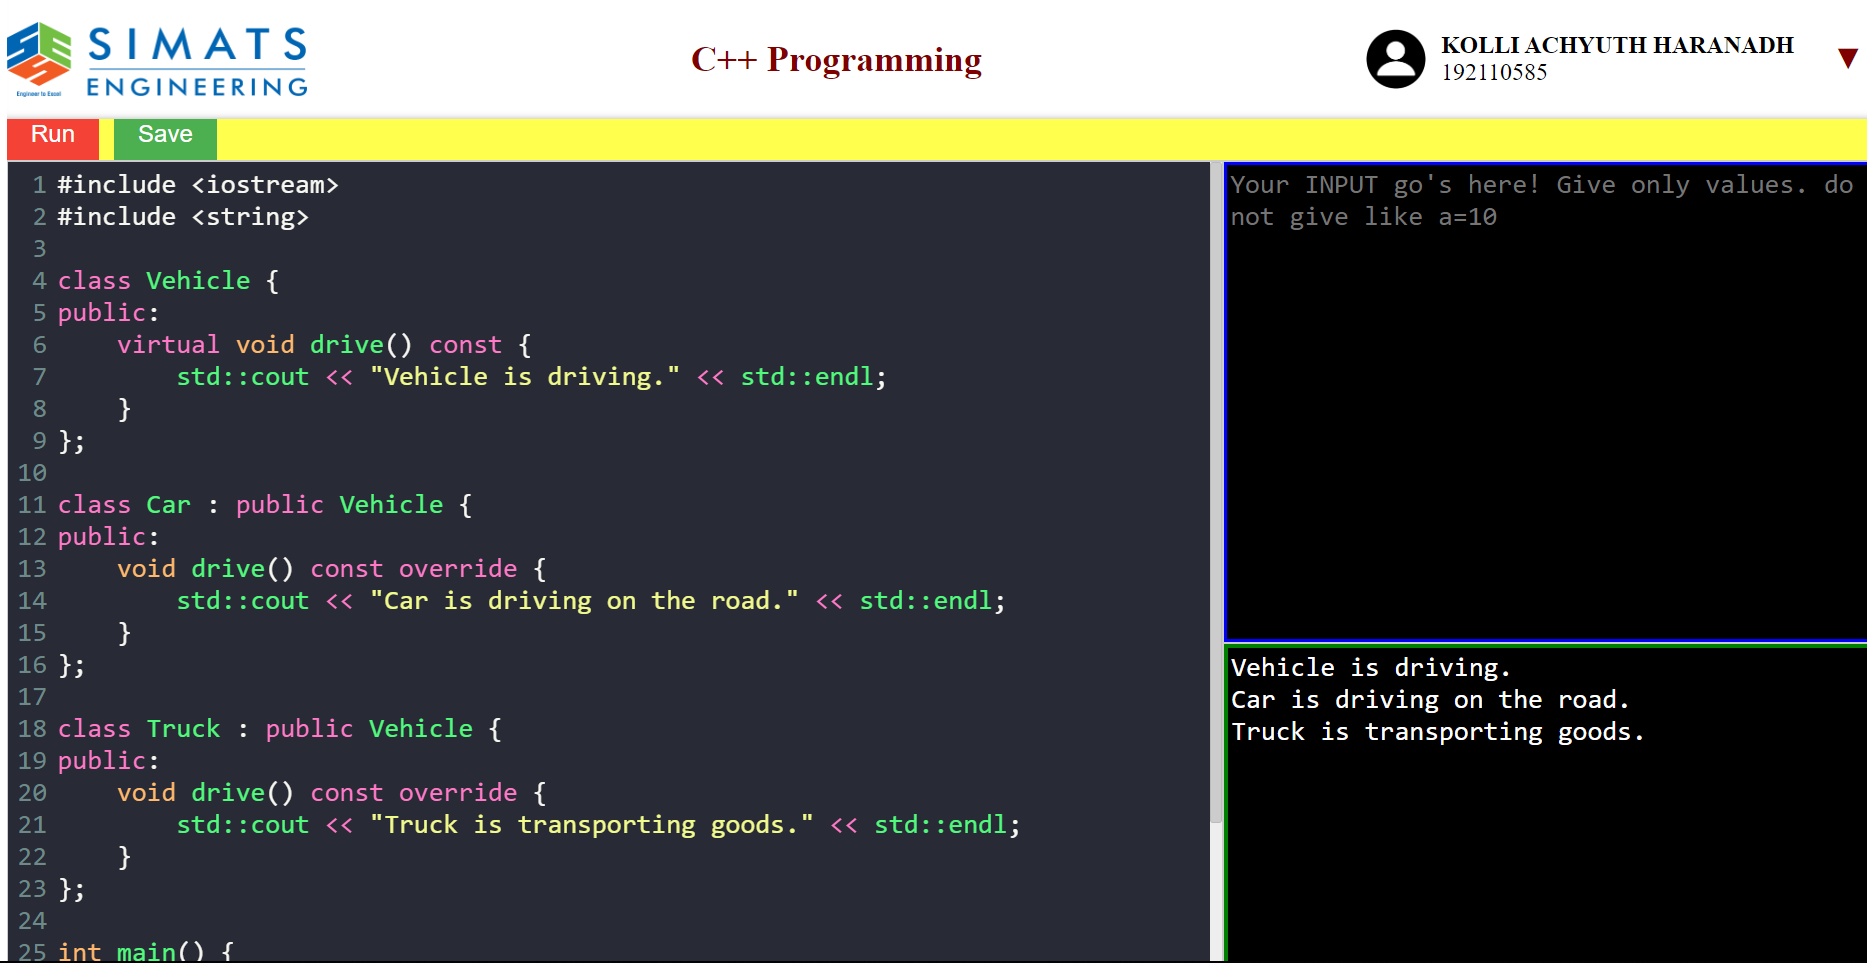 SIMATS
ENGINEERING
Engineer to Excel
C++ Programming
KOLLI ACHYUTH HARANADH
192110585
▼
Run
Save
1 #include <iostream>
2 #include <string>
3
4 class Vehicle {
5 public:
6     virtual void drive() const {
7         std::cout << "Vehicle is driving." << std::endl;
8     }
9 };
10
11 class Car : public Vehicle {
12 public:
13     void drive() const override {
14         std::cout << "Car is driving on the road." << std::endl;
15     }
16 };
17
18 class Truck : public Vehicle {
19 public:
20     void drive() const override {
21         std::cout << "Truck is transporting goods." << std::endl;
22     }
23 };
24
25 int main() {
Your INPUT go's here! Give only values. do
not give like a=10
Vehicle is driving.
Car is driving on the road.
Truck is transporting goods.